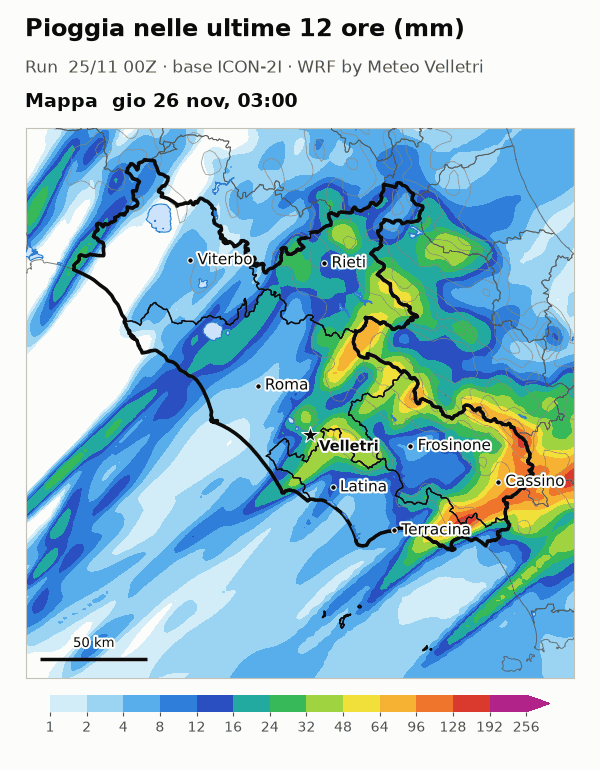 Pioggia nelle ultime 12 ore (mm)
Run  25/11 00Z · base ICON-2I · WRF by Meteo Velletri
Mappa  gio 26 nov, 03:00
Viterbo
Rieti
Roma
Velletri
Frosinone
Latina
Cassino
Terracina
50 km
1 2 4 8 12 16 24 32 48 64 96 128 192 256